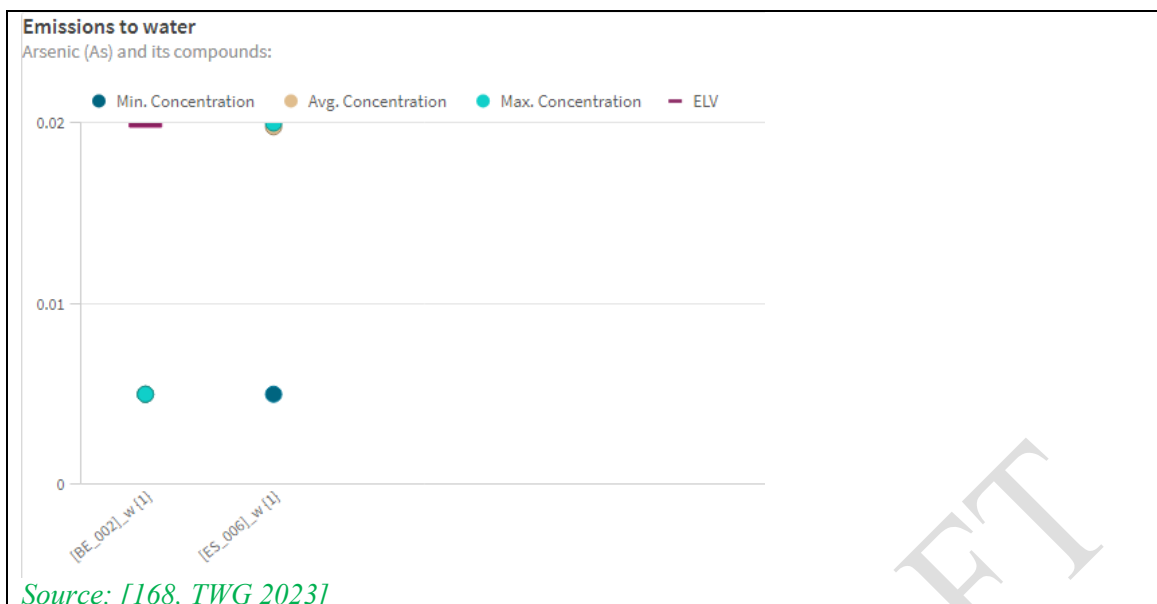 Emissions to water
Arsenic (As) and its compounds:
Min. Concentration Avg. Concentration Max. Concentration ELV
0.02
0.01
0
[BE_002]_w{1} [ES_006]_w{1}
Source: [168, TWG 2023]
FT